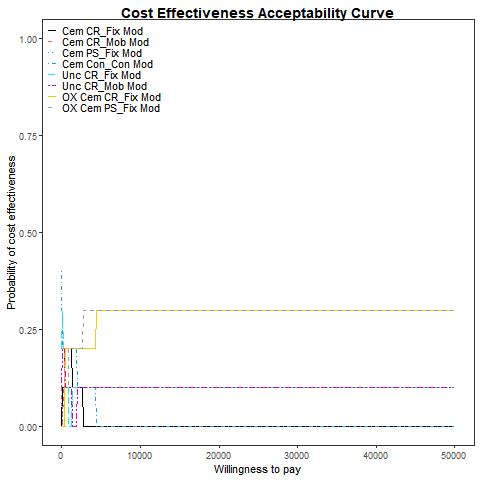 Cost Effectiveness Acceptability Curve
Cem CR_Fix Mod
Cem CR_Mob Mod
Cem PS_Fix Mod
Cem Con_Con Mod
Unc CR_Fix Mod
Unc CR_Mob Mod
OX Cem CR_Fix Mod
OX Cem PS_Fix Mod
1.00
0.75
0.50
0.25
0.00
Probability of cost effectiveness
0 10000 20000 30000 40000 50000
Willingness to pay